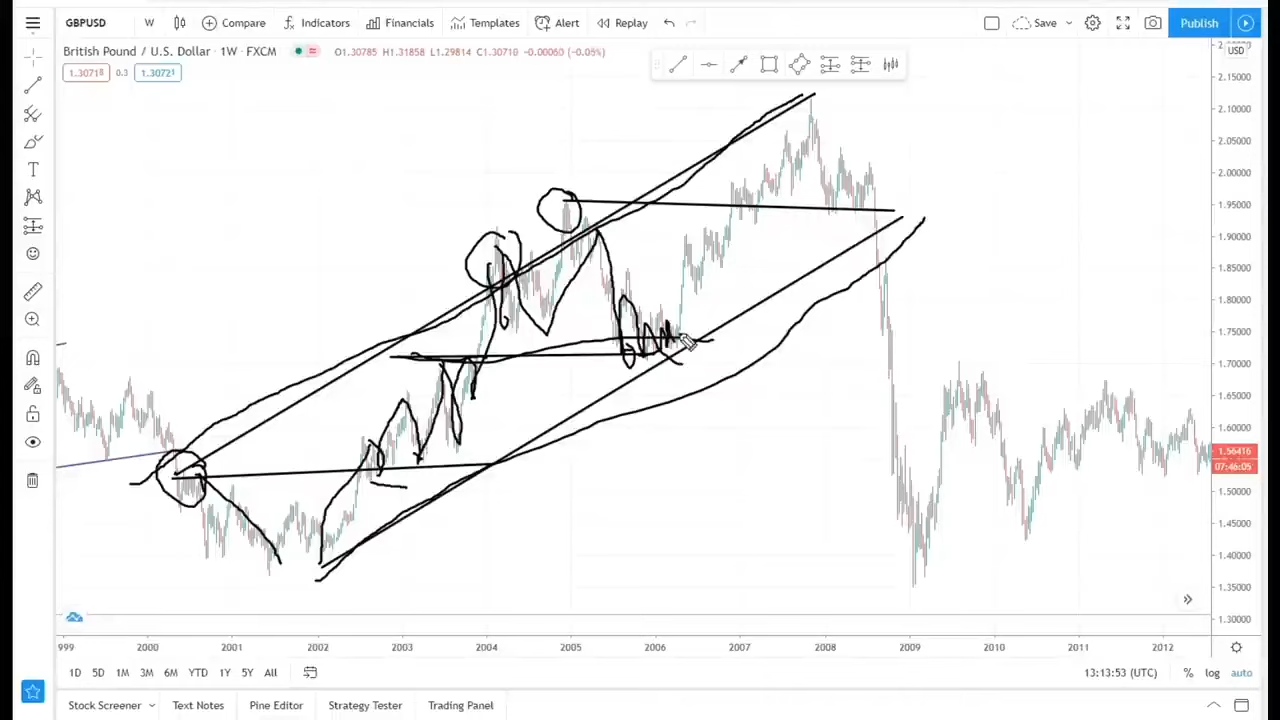 GBPUSD W Compare Indicators Financials Templates Alert Replay Save Publish
British Pound / U.S. Dollar · 1W · FXCM O1.30785 H1.31858 L1.29814 C1.30710 -0.00060 (-0.05%)
1.30718 0.3 1.30721
USD
2.15000
2.10000
2.05000
2.00000
1.95000
1.90000
1.85000
1.80000
1.75000
1.70000
1.65000
1.60000
1.56416
07:46:05
1.50000
1.45000
1.40000
1.35000
1.30000
999 2000 2001 2002 2003 2004 2005 2006 2007 2008 2009 2010 2011 2012
1D 5D 1M 3M 6M YTD 1Y 5Y All 13:13:53 (UTC) % log auto
Stock Screener Text Notes Pine Editor Strategy Tester Trading Panel